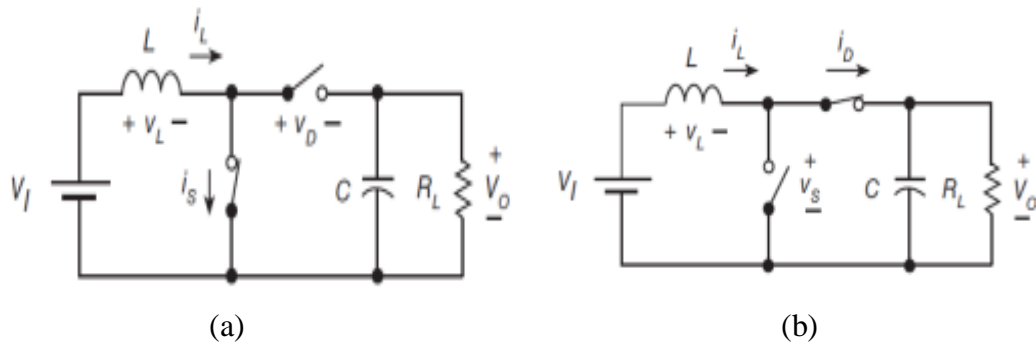 L
i_L
+ v_L −
+ v_D −
V_I
i_S
C
R_L
+
V_O
−
(a)
L
i_L
i_D
+ v_L −
V_I
+
v_S
−
C
R_L
+
V_O
−
(b)